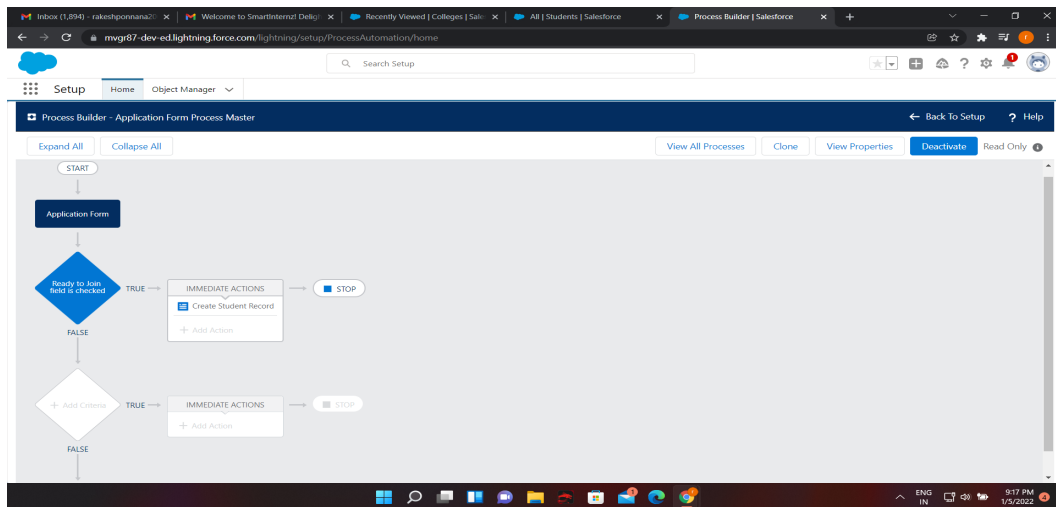 Inbox (1,894) - rakeshponnana20
Welcome to SmartInternz! Deligh
Recently Viewed | Colleges | Sale
All | Students | Salesforce
Process Builder | Salesforce
mvgr87-dev-ed.lightning.force.com/lightning/setup/ProcessAutomation/home
Search Setup
1
Setup Home Object Manager
Process Builder - Application Form Process Master
Back To Setup ? Help
Expand All Collapse All View All Processes Clone View Properties Deactivate Read Only
START
Application Form
Ready to Join
field is checked
TRUE
IMMEDIATE ACTIONS
STOP
Create Student Record
+ Add Action
FALSE
+ Add Criteria
TRUE
IMMEDIATE ACTIONS
STOP
+ Add Action
FALSE
ENG
IN
9:17 PM
1/5/2022
4